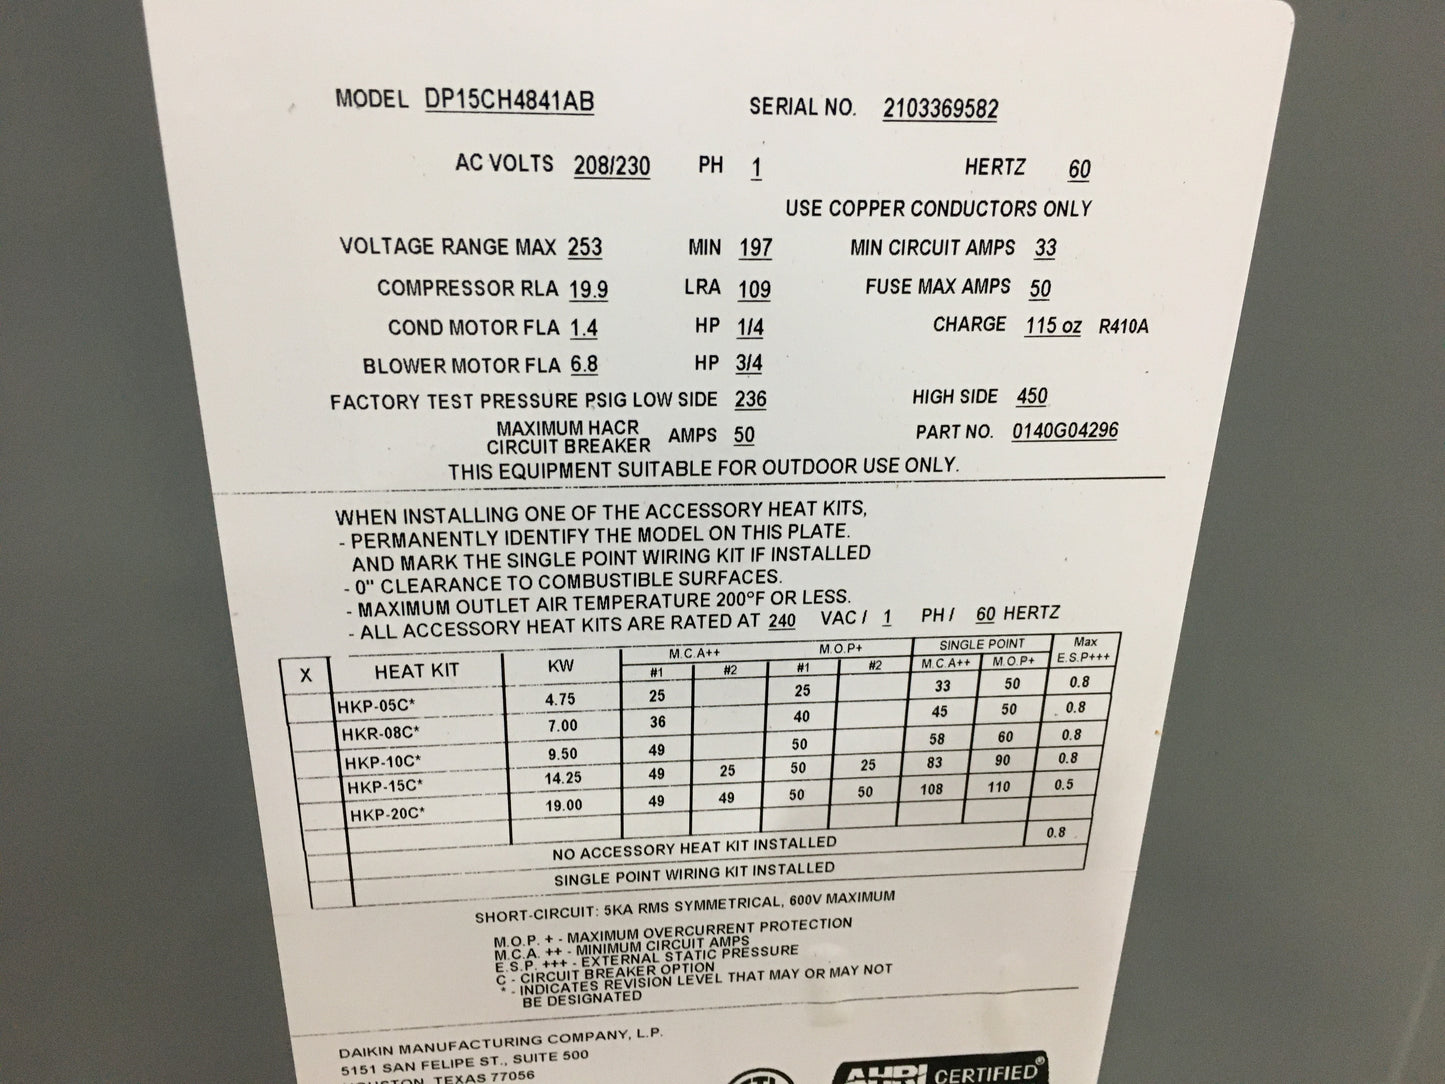 MODEL DP15CH4841AB SERIAL NO. 2103369582
AC VOLTS 208/230 PH 1 HERTZ 60
USE COPPER CONDUCTORS ONLY
VOLTAGE RANGE MAX 253 MIN 197 MIN CIRCUIT AMPS 33
COMPRESSOR RLA 19.9 LRA 109 FUSE MAX AMPS 50
COND MOTOR FLA 1.4 HP 1/4 CHARGE 115 oz R410A
BLOWER MOTOR FLA 6.8 HP 3/4
FACTORY TEST PRESSURE PSIG LOW SIDE 236 HIGH SIDE 450
MAXIMUM HACR
CIRCUIT BREAKER AMPS 50 PART NO. 0140G04296
THIS EQUIPMENT SUITABLE FOR OUTDOOR USE ONLY.
WHEN INSTALLING ONE OF THE ACCESSORY HEAT KITS,
- PERMANENTLY IDENTIFY THE MODEL ON THIS PLATE.
AND MARK THE SINGLE POINT WIRING KIT IF INSTALLED
- 0" CLEARANCE TO COMBUSTIBLE SURFACES.
- MAXIMUM OUTLET AIR TEMPERATURE 200°F OR LESS.
- ALL ACCESSORY HEAT KITS ARE RATED AT 240 VAC / 1 PH / 60 HERTZ
X HEAT KIT KW M.C.A++ M.O.P+ SINGLE POINT Max
#1 #2 #1 #2 M.C.A++ M.O.P+ E.S.P+++
HKP-05C* 4.75 25 25 33 50 0.8
HKR-08C* 7.00 36 40 45 50 0.8
HKP-10C* 9.50 49 50 58 60 0.8
HKP-15C* 14.25 49 25 50 25 83 90 0.8
HKP-20C* 19.00 49 49 50 50 108 110 0.5
NO ACCESSORY HEAT KIT INSTALLED 0.8
SINGLE POINT WIRING KIT INSTALLED
SHORT-CIRCUIT: 5KA RMS SYMMETRICAL, 600V MAXIMUM
M.O.P. + - MAXIMUM OVERCURRENT PROTECTION
M.C.A. ++ - MINIMUM CIRCUIT AMPS
E.S.P. +++ - EXTERNAL STATIC PRESSURE
C - CIRCUIT BREAKER OPTION
* - INDICATES REVISION LEVEL THAT MAY OR MAY NOT
BE DESIGNATED
DAIKIN MANUFACTURING COMPANY, L.P.
5151 SAN FELIPE ST., SUITE 500
HOUSTON, TEXAS 77056
AHRI CERTIFIED®